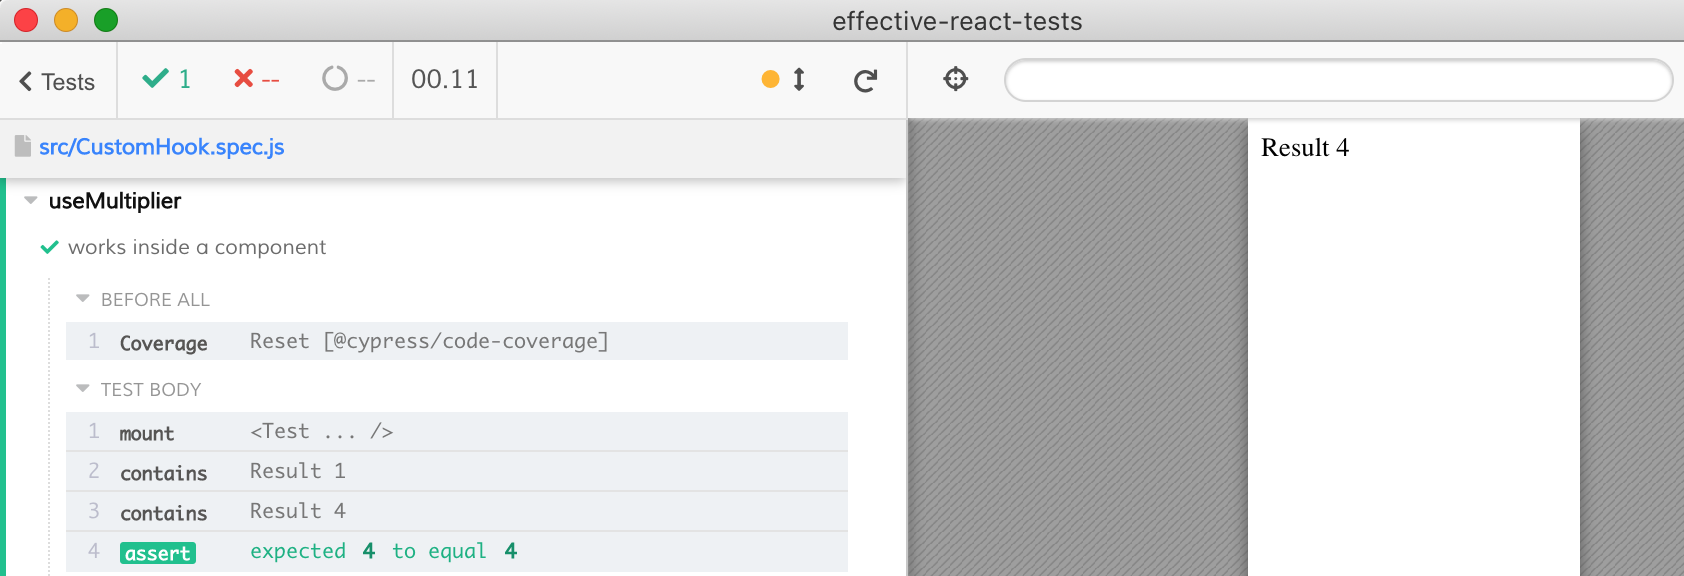 effective-react-tests
Tests 1 -- -- 00.11
src/CustomHook.spec.js
useMultiplier
works inside a component
BEFORE ALL
1 Coverage Reset [@cypress/code-coverage]
TEST BODY
1 mount <Test ... />
2 contains Result 1
3 contains Result 4
4 assert expected 4 to equal 4
Result 4